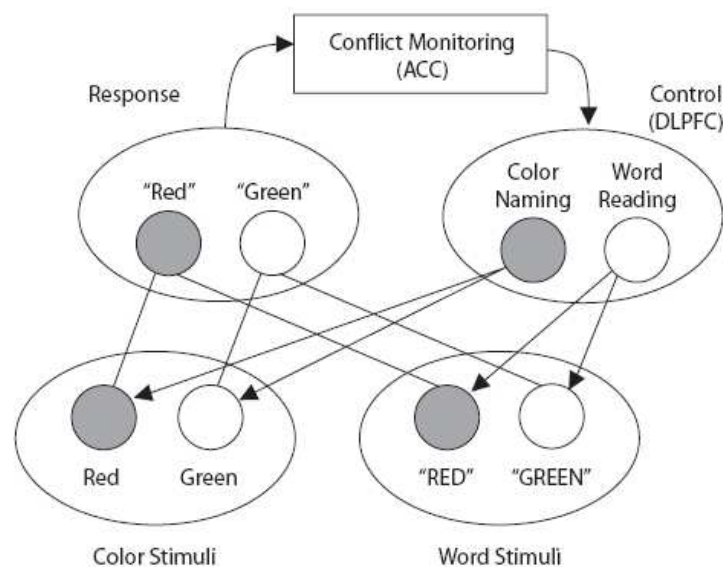 Conflict Monitoring
(ACC)
Response
Control
(DLPFC)
“Red”
“Green”
Color
Naming
Word
Reading
Red
Green
“RED”
“GREEN”
Color Stimuli
Word Stimuli